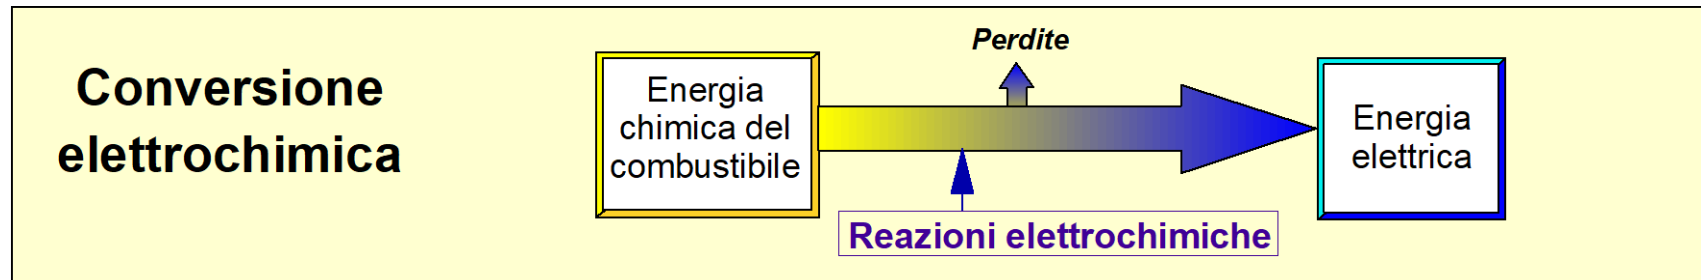 Conversione
elettrochimica
Energia
chimica del
combustibile
Perdite
Reazioni elettrochimiche
Energia
elettrica